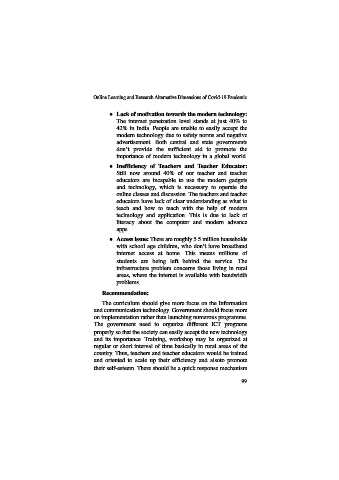 Online Learning and Research Alternative Dimensions of Covid-19 Pandemic
• Lack of motivation towards the modern technology:
The internet penetration level stands at just 40% to
42% in India. People are unable to easily accept the
modern technology due to safety norms and negative
advertisement. Both central and state governments
don't provide the sufficient aid to promote the
importance of modern technology in a global world.
• Inefficiency of Teachers and Teacher Educator:
Still now around 40% of our teacher and teacher
educators are incapable to use the modern gadgets
and technology, which is necessary to operate the
online classes and discussion. The teachers and teacher
educators have lack of clear understanding as what to
teach and how to teach with the help of modern
technology and application. This is due to lack of
literacy about the computer and modern advance
apps.
• Access issue: There are roughly 5.5 million households
with school age children, who don't have broadband
internet access at home. This means millions of
students are being left behind the service. The
infrastructure problem concerns those living in rural
areas, where the internet is available with bandwidth
problems.
Recommendation:
The curriculum should give more focus on the Information
and communication technology. Government should focus more
on implementation rather than launching numerous programme.
The government need to organize different ICT programs
properly so that the society can easily accept the new technology
and its importance. Training, workshop may be organized at
regular or short interval of time basically in rural areas of the
country. Thus, teachers and teacher educators would be trained
and oriented to scale up their efficiency and also promote
their self-esteem. There should be a quick response mechanism
99